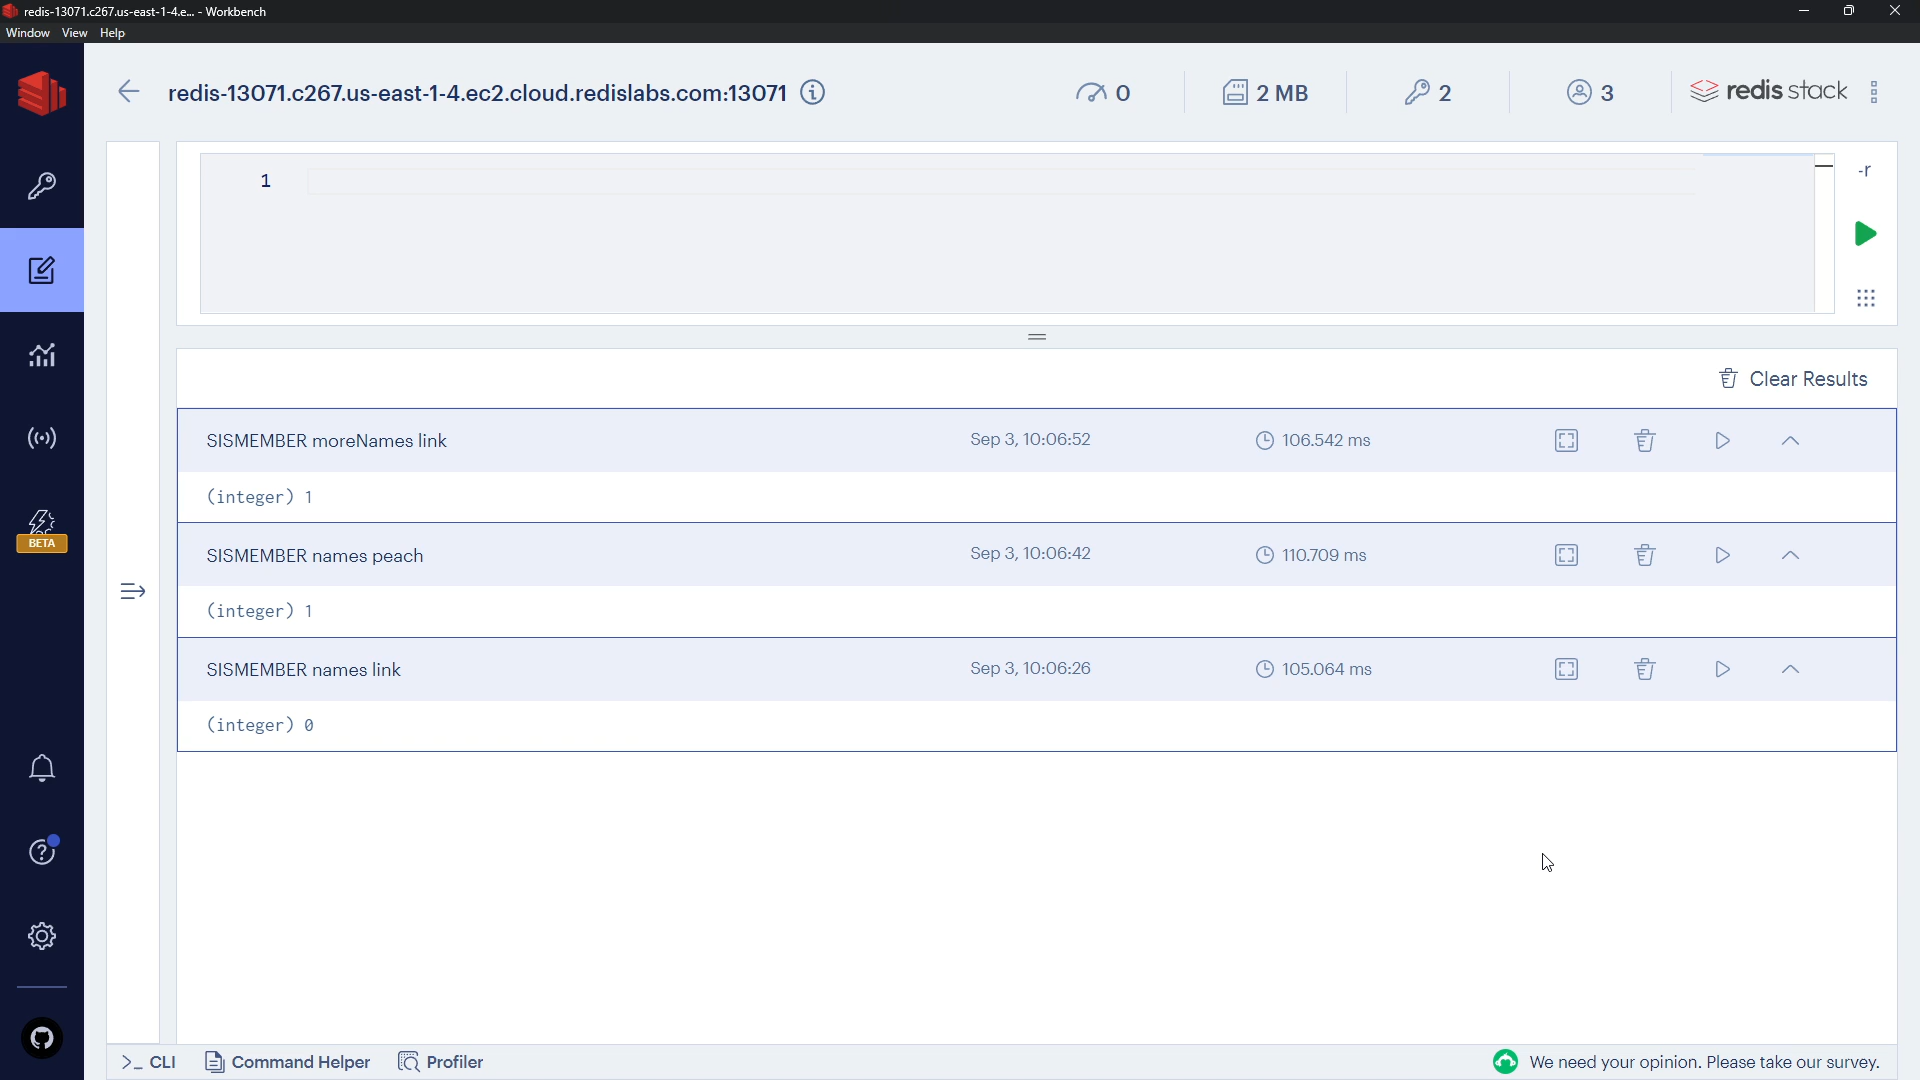 redis-13071.c267.us-east-1-4.e... - Workbench
Window View Help
redis-13071.c267.us-east-1-4.ec2.cloud.redislabs.com:13071 0 2 MB 2 3 redis stack
1
-r
Clear Results
SISMEMBER moreNames link Sep 3, 10:06:52 106.542 ms
(integer) 1
SISMEMBER names peach Sep 3, 10:06:42 110.709 ms
(integer) 1
SISMEMBER names link Sep 3, 10:06:26 105.064 ms
(integer) 0
BETA
>_ CLI Command Helper Profiler We need your opinion. Please take our survey.